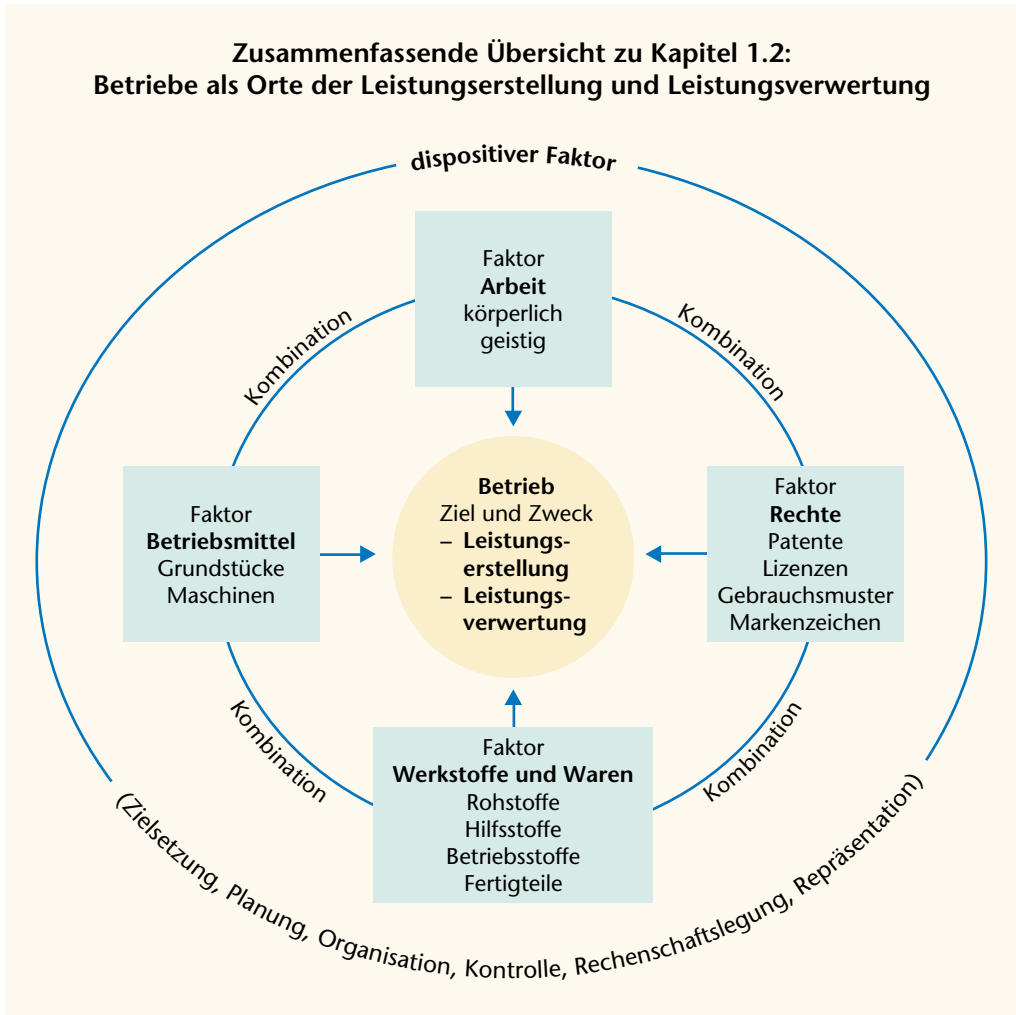 Zusammenfassende Übersicht zu Kapitel 1.2:
Betriebe als Orte der Leistungserstellung und Leistungsverwertung
dispositiver Faktor
Faktor
Arbeit
körperlich
geistig
Kombination
Kombination
Faktor
Betriebsmittel
Grundstücke
Maschinen
Betrieb
Ziel und Zweck
– Leistungs-
erstellung
– Leistungs-
verwertung
Faktor
Rechte
Patente
Lizenzen
Gebrauchsmuster
Markenzeichen
Kombination
Kombination
Faktor
Werkstoffe und Waren
Rohstoffe
Hilfsstoffe
Betriebsstoffe
Fertigteile
(Zielsetzung, Planung, Organisation, Kontrolle, Rechenschaftslegung, Repräsentation)